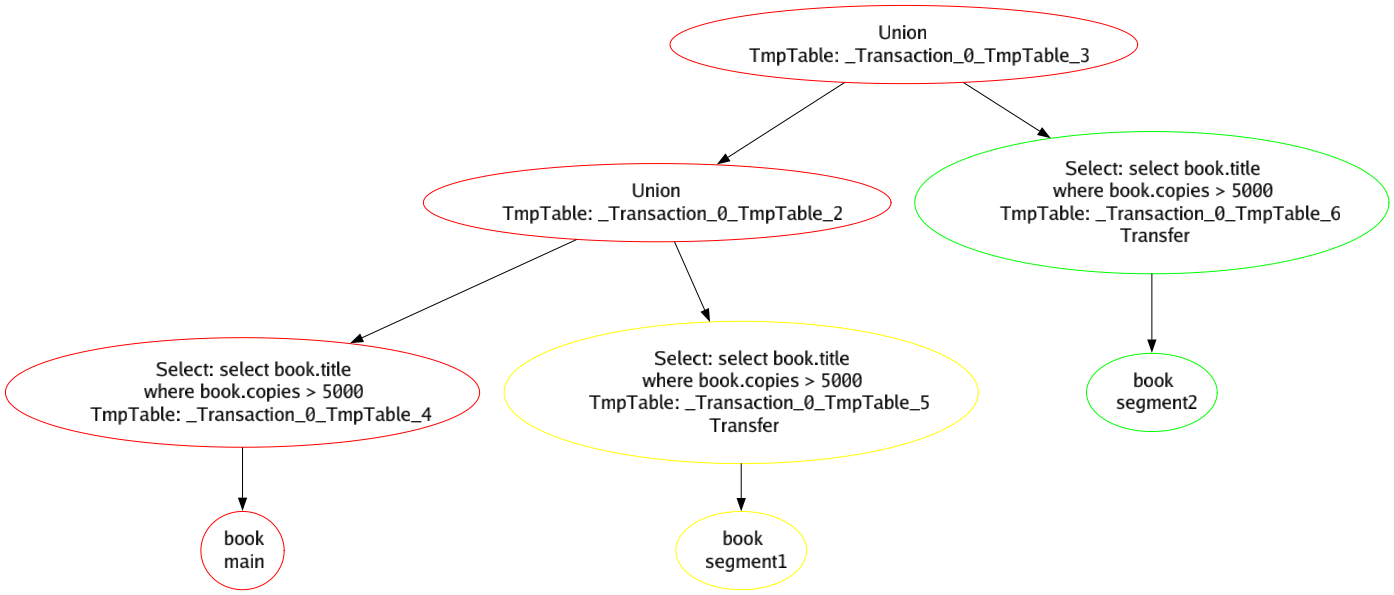 Union
TmpTable: _Transaction_0_TmpTable_3
Select: select book.title
where book.copies > 5000
TmpTable: _Transaction_0_TmpTable_6
Transfer
Union
TmpTable: _Transaction_0_TmpTable_2
Select: select book.title
where book.copies > 5000
TmpTable: _Transaction_0_TmpTable_4
Select: select book.title
where book.copies > 5000
TmpTable: _Transaction_0_TmpTable_5
Transfer
book
segment2
book
main
book
segment1